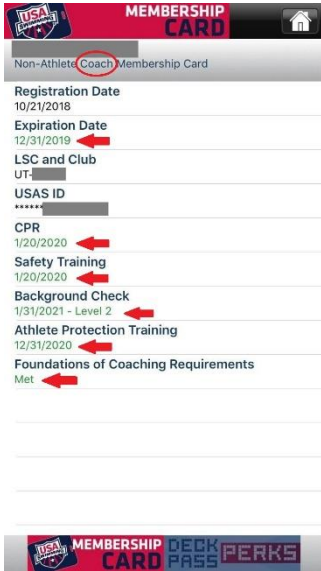 USA
SWIMMING
MEMBERSHIP
CARD
Non-Athlete Coach Membership Card
Registration Date
10/21/2018
Expiration Date
12/31/2019
LSC and Club
UT-
USAS ID
******
CPR
1/20/2020
Safety Training
1/20/2020
Background Check
1/31/2021 - Level 2
Athlete Protection Training
12/31/2020
Foundations of Coaching Requirements
Met
USA
SWIMMING
MEMBERSHIP
CARD
DECK
PASS
PERKS